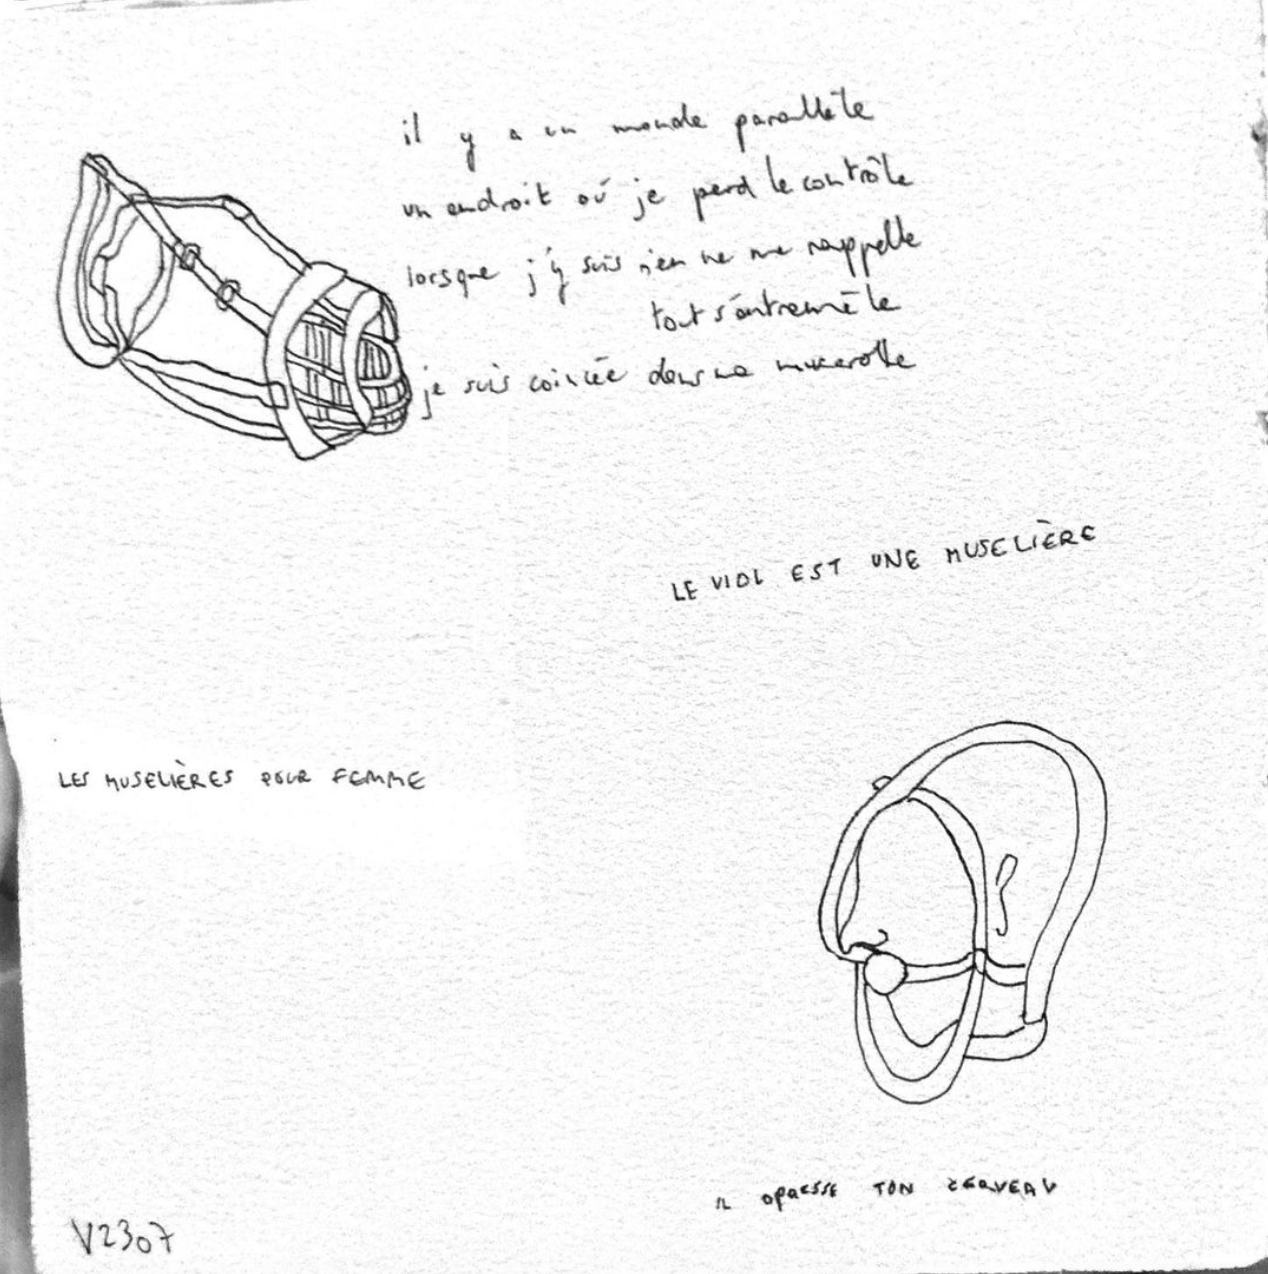 il y a un monde parallèle
un endroit où je perd le contrôle
lorsque j'y suis rien ne me rappelle
tout s'entremêle
je suis coincée dans ma muserolle
LE VIOL EST UNE MUSELIÈRE
LES MUSELIÈRES POUR FEMME
IL OPRESSE TON CERVEAU
V2307